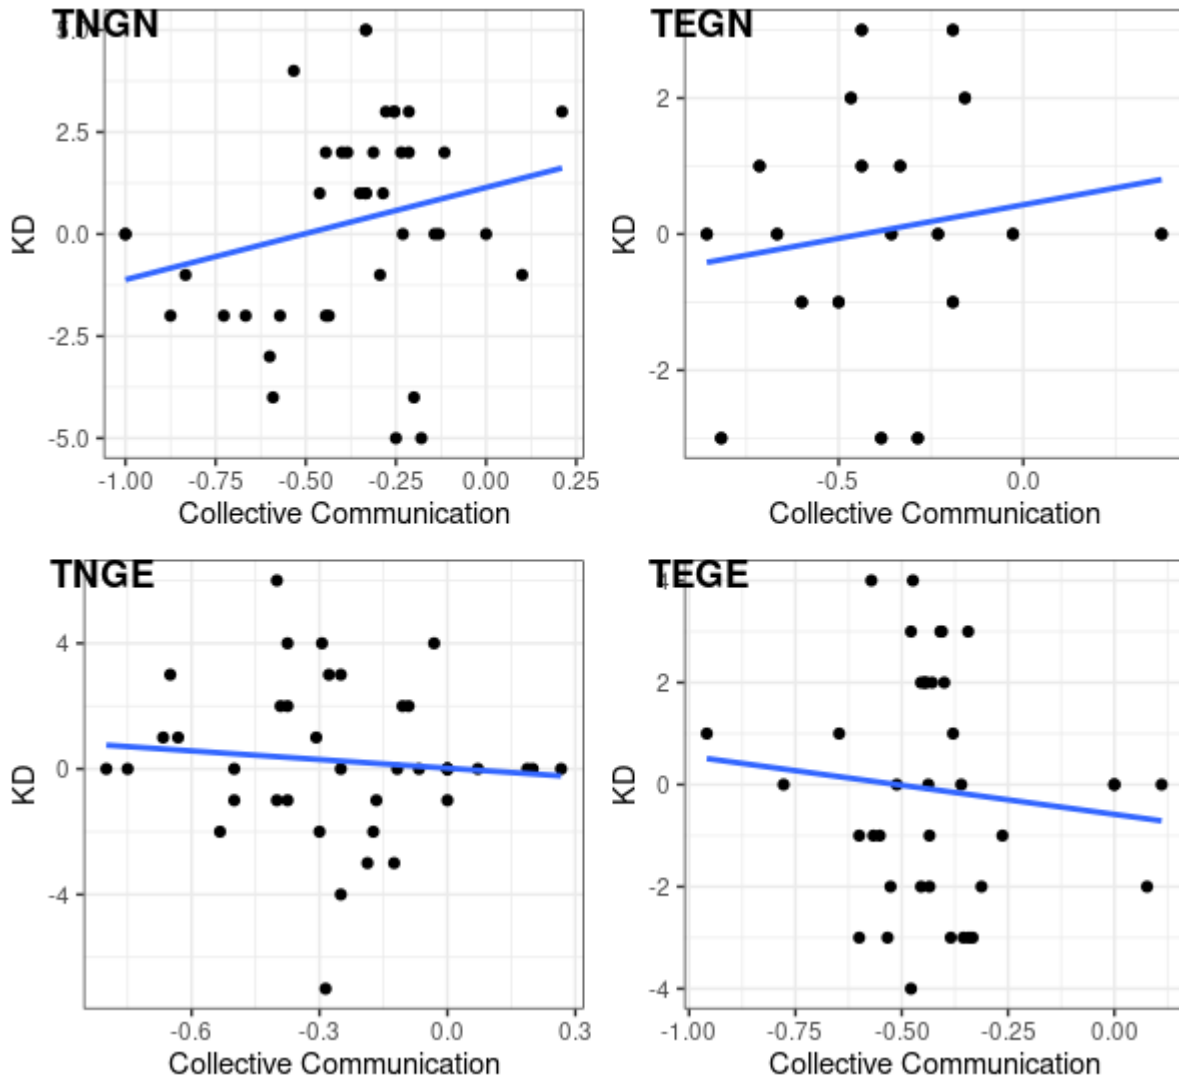 TNGN
5.0
2.5
0.0
-2.5
-5.0
KD
-1.00 -0.75 -0.50 -0.25 0.00 0.25
Collective Communication
TEGN
2
0
-2
KD
-0.5 0.0
Collective Communication
TNGE
4
0
-4
KD
-0.6 -0.3 0.0 0.3
Collective Communication
TEGE
4
2
0
-2
-4
KD
-1.00 -0.75 -0.50 -0.25 0.00
Collective Communication